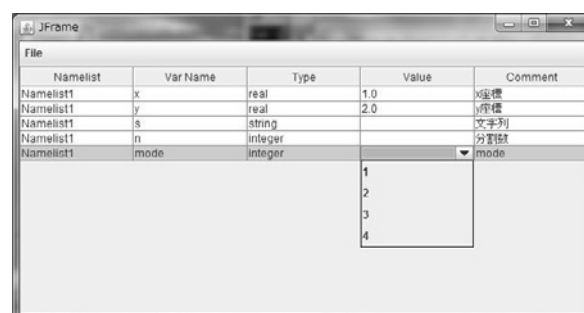 JFrame
File
Namelist Var Name Type Value Comment
Namelist1 x real 1.0 x座標
Namelist1 y real 2.0 y座標
Namelist1 s string 文字列
Namelist1 n integer 分割数
Namelist1 mode integer mode
1
2
3
4